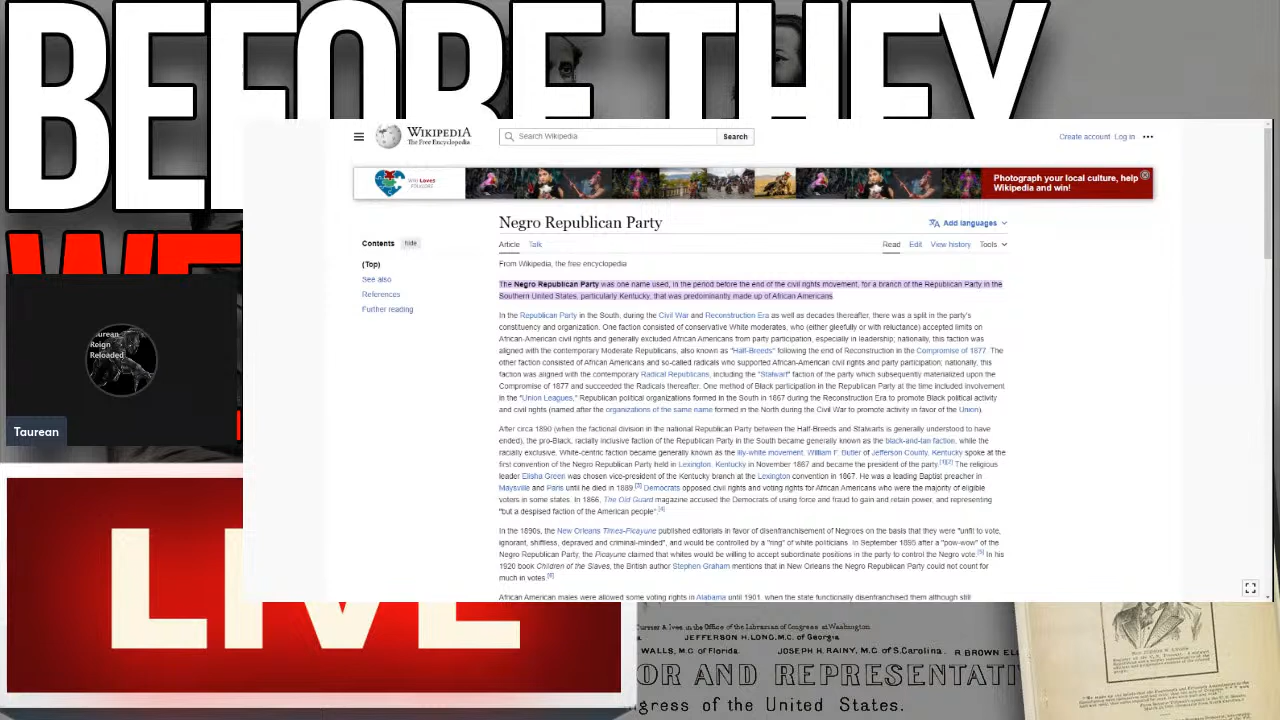 BEFORE THEY
WE
WIKIPEDIA
The Free Encyclopedia
Search Wikipedia
Search
Create account Log in
WIKI LOVES
FOLKLORE
Photograph your local culture, help
Wikipedia and win!
Negro Republican Party
Add languages
Contents hide
Article Talk
Read Edit View history Tools
(Top)
See also
References
Further reading
From Wikipedia, the free encyclopedia
The Negro Republican Party was one name used, in the period before the end of the civil rights movement, for a branch of the Republican Party in the
Southern United States, particularly Kentucky, that was predominantly made up of African Americans
In the Republican Party in the South, during the Civil War and Reconstruction Era as well as decades thereafter, there was a split in the party's
constituency and organization. One faction consisted of conservative White moderates, who (either gleefully or with reluctance) accepted limits on
African-American civil rights and generally excluded African Americans from party participation, especially in leadership; nationally, this faction was
aligned with the contemporary Moderate Republicans, also known as "Half-Breeds" following the end of Reconstruction in the Compromise of 1877. The
other faction consisted of African Americans and so-called radicals who supported African-American civil rights and party participation; nationally, this
faction was aligned with the contemporary Radical Republicans, including the "Stalwart" faction of the party which subsequently materialized upon the
Compromise of 1877 and succeeded the Radicals thereafter. One method of Black participation in the Republican Party at the time included involvement
in the "Union Leagues," Republican political organizations formed in the South in 1867 during the Reconstruction Era to promote Black political activity
and civil rights (named after the organizations of the same name formed in the North during the Civil War to promote activity in favor of the Union).
After circa 1890 (when the factional division in the national Republican Party between the Half-Breeds and Stalwarts is generally understood to have
ended), the pro-Black, racially inclusive faction of the Republican Party in the South became generally known as the black-and-tan faction, while the
racially exclusive, White-centric faction became generally known as the lily-white movement. William F. Butler of Jefferson County, Kentucky spoke at the
first convention of the Negro Republican Party held in Lexington, Kentucky in November 1867 and became the president of the party.[1][2] The religious
leader Elisha Green was chosen vice-president of the Kentucky branch at the Lexington convention in 1867. He was a leading Baptist preacher in
Maysville and Paris until he died in 1889.[3] Democrats opposed civil rights and voting rights for African Americans who were the majority of eligible
voters in some states. In 1866, The Old Guard magazine accused the Democrats of using force and fraud to gain and retain power, and representing
"but a despised faction of the American people".[4]
In the 1890s, the New Orleans Times-Picayune published editorials in favor of disenfranchisement of Negroes on the basis that they were "unfit to vote,
ignorant, shiftless, depraved and criminal-minded", and would be controlled by a "ring" of white politicians. In September 1895 after a "pow-wow" of the
Negro Republican Party, the Picayune claimed that whites would be willing to accept subordinate positions in the party to control the Negro vote.[5] In his
1920 book Children of the Slaves, the British author Stephen Graham mentions that in New Orleans the Negro Republican Party could not count for
much in votes.[6]
African American males were allowed some voting rights in Alabama until 1901, when the state functionally disenfranchised them although still
Taurean
Reign
Reloaded
Taurean
LIVE
in the Office of the Librarian of Congress at Washington
JEFFERSON H. LONG, M.C. of Georgia
WALLS, M.C. of Florida. JOSEPH H. RAINY, M.C. of S. Carolina. R. BROWN
OR AND REPRESENTATI
gress of the United States.